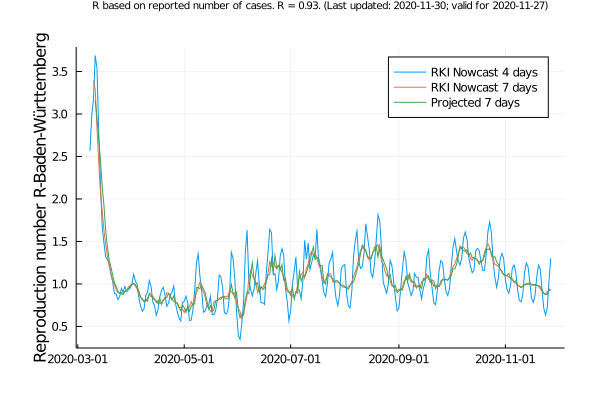 R based on reported number of cases. R = 0.93. (Last updated: 2020-11-30; valid for 2020-11-27)
Reproduction number R-Baden-Württemberg
3.5
3.0
2.5
2.0
1.5
1.0
0.5
RKI Nowcast 4 days
RKI Nowcast 7 days
Projected 7 days
2020-03-01
2020-05-01
2020-07-01
2020-09-01
2020-11-01